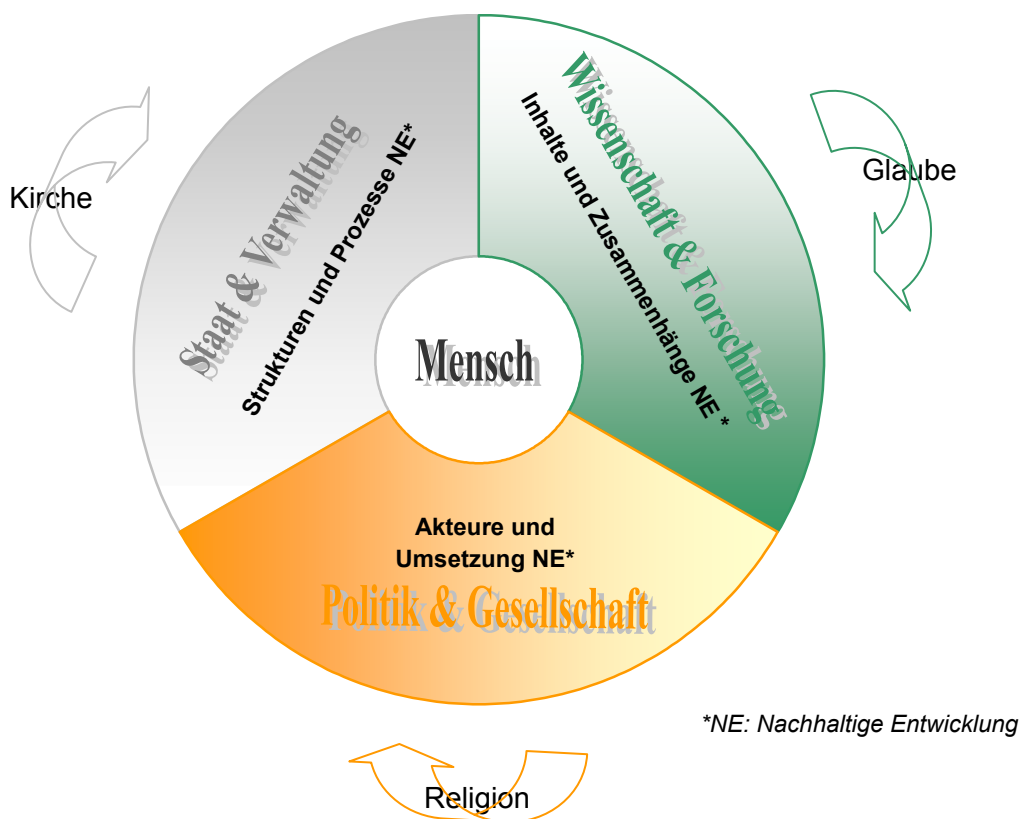 Kirche
Staat & Verwaltung
Strukturen und Prozesse NE*
Wissenschaft & Forschung
Inhalte und Zusammenhänge NE *
Glaube
Mensch
Akteure und
Umsetzung NE*
Politik & Gesellschaft
*NE: Nachhaltige Entwicklung
Religion